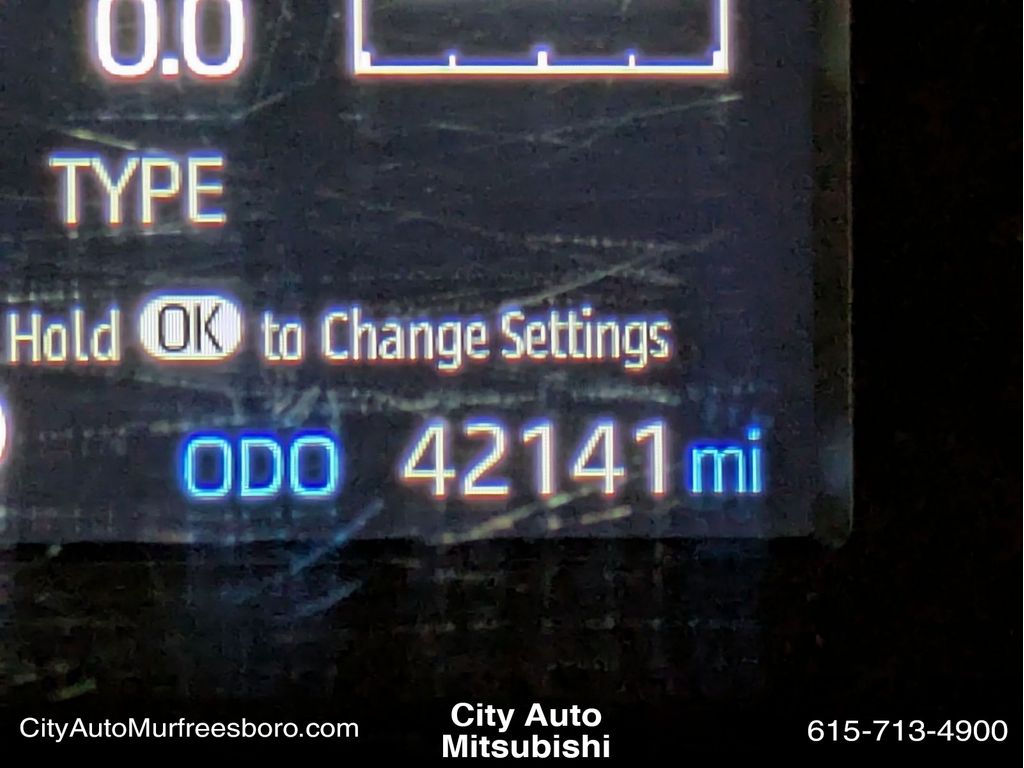 0.0
TYPE
Hold OK to Change Settings
ODO 42141 mi
CityAutoMurfreesboro.com
City Auto
Mitsubishi
615-713-4900